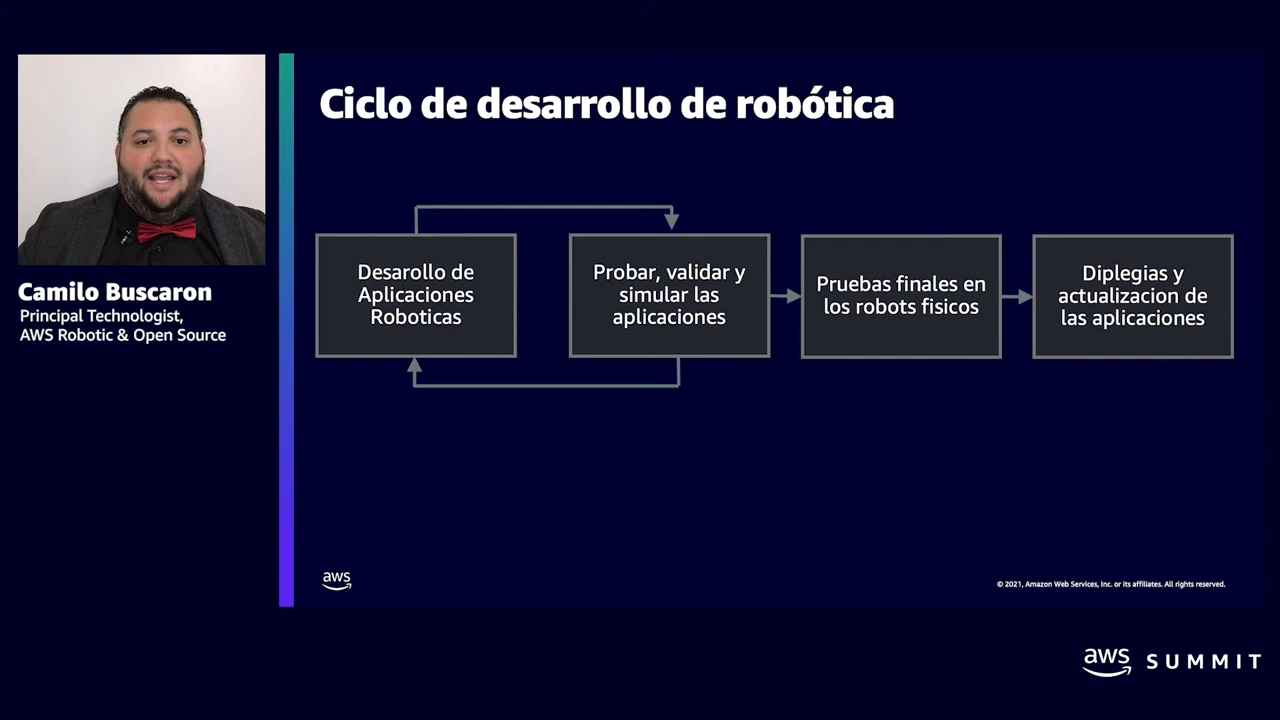 Ciclo de desarrollo de robótica
Desarollo de
Aplicaciones
Roboticas
Probar, validar y
simular las
aplicaciones
Pruebas finales en
los robots fisicos
Diplegias y
actualizacion de
las aplicaciones
Camilo Buscaron
Principal Technologist,
AWS Robotic & Open Source
aws
© 2021, Amazon Web Services, Inc. or its affiliates. All rights reserved.
aws SUMMIT